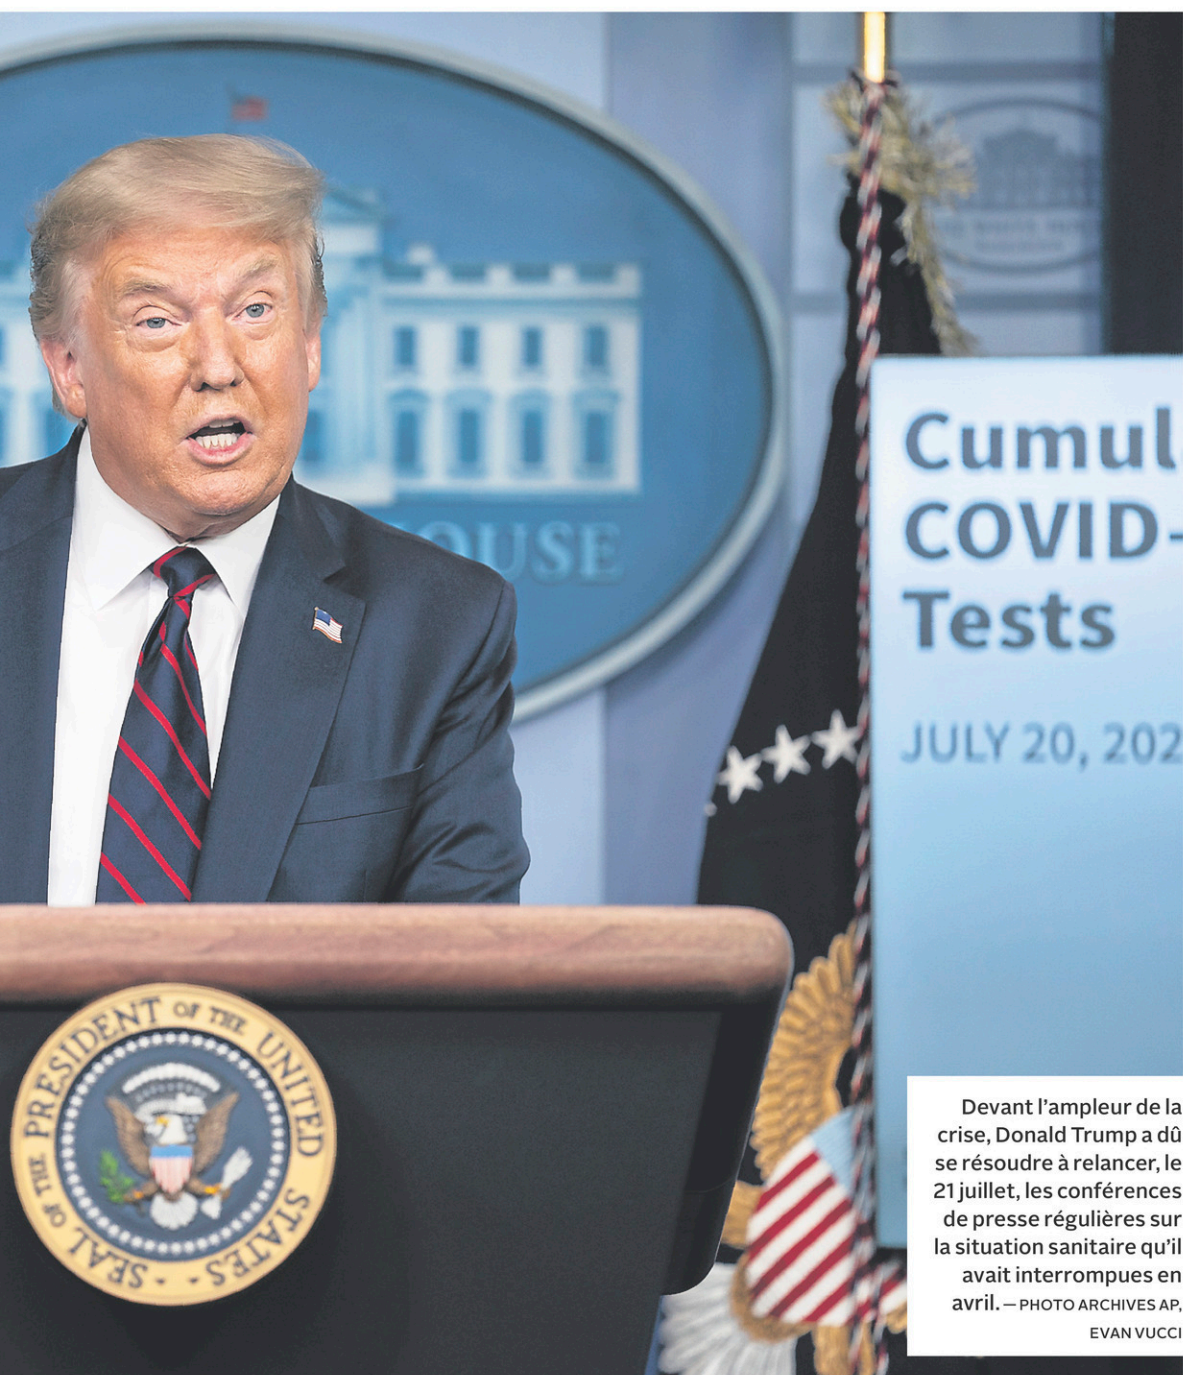 OUSE
Cumul
COVID-
Tests
JULY 20, 202
SEAL OF THE PRESIDENT OF THE UNITED STATES
Devant l’ampleur de la
crise, Donald Trump a dû
se résoudre à relancer, le
21 juillet, les conférences
de presse régulières sur
la situation sanitaire qu’il
avait interrompues en
avril. — PHOTO ARCHIVES AP,
EVAN VUCCI